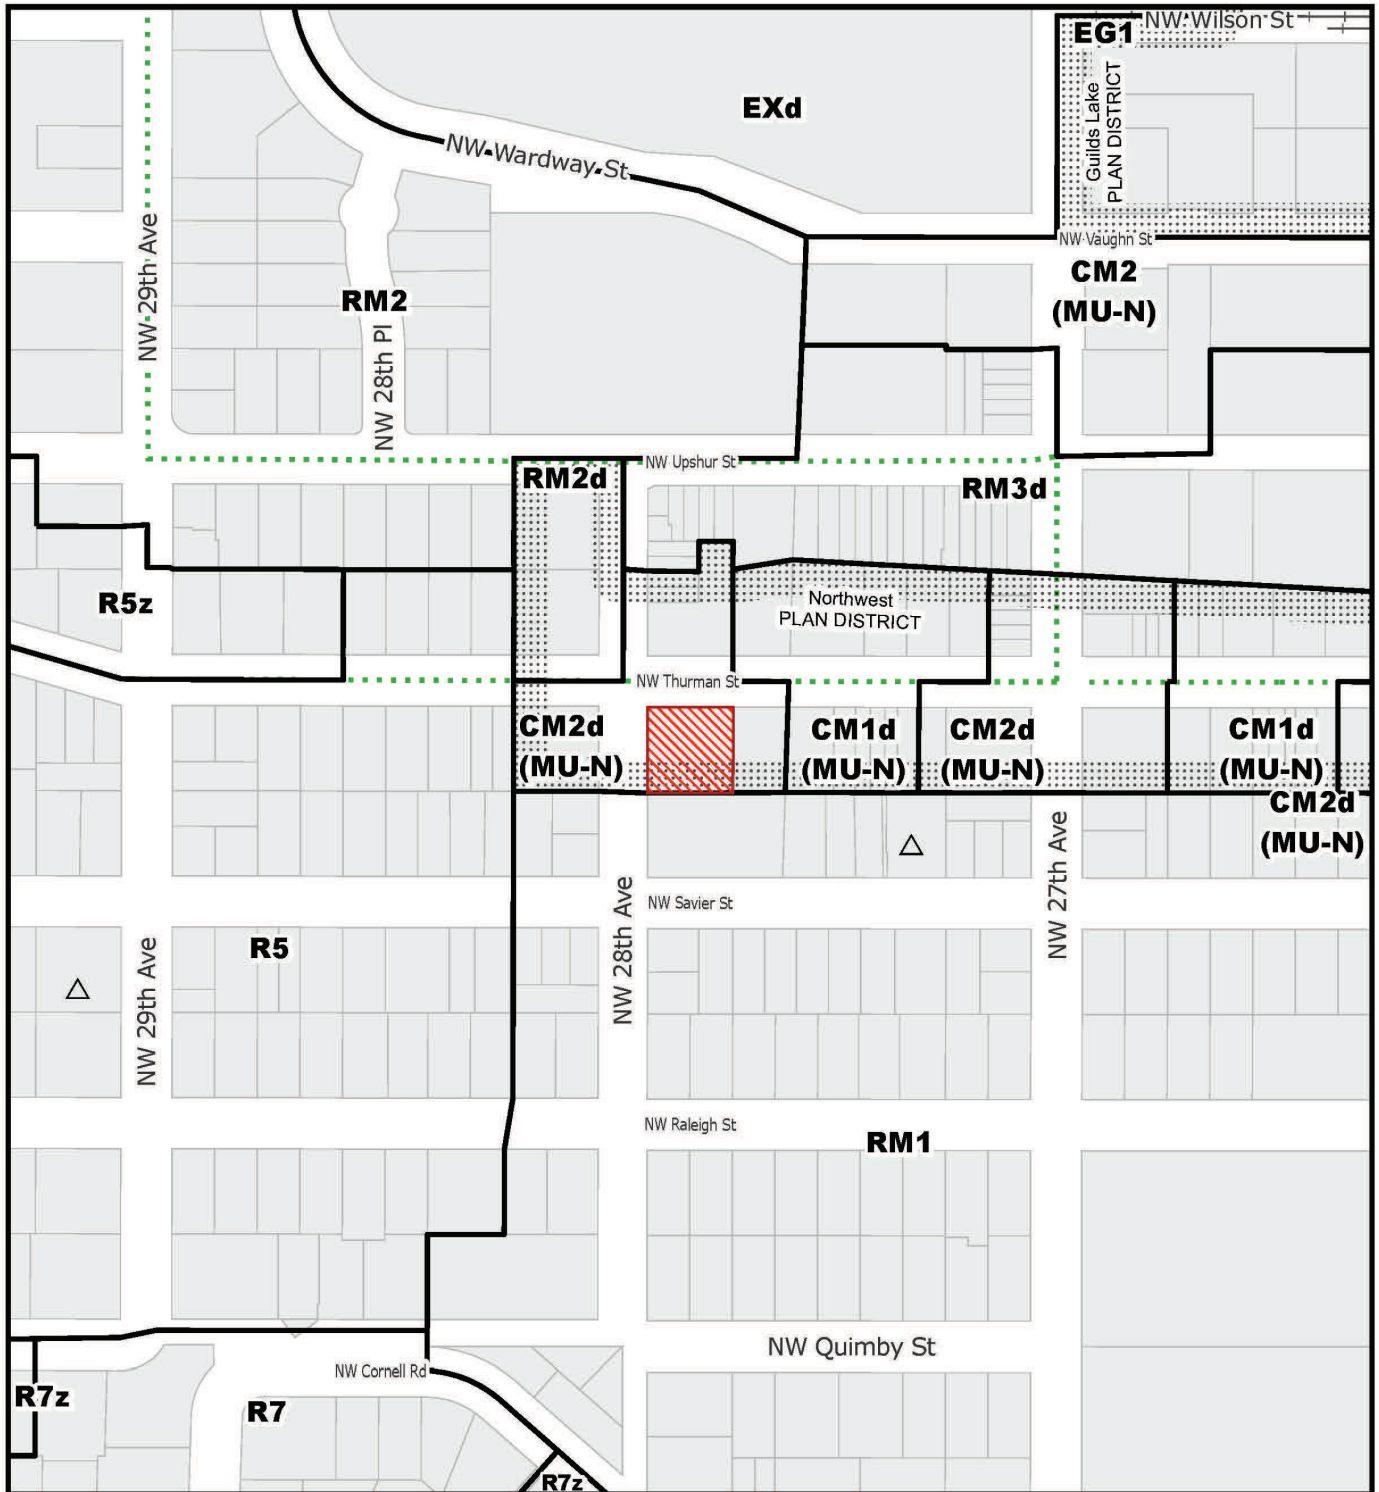 NW Wilson St
EG1
Guilds Lake
PLAN DISTRICT
EXd
NW Wardway St
NW Vaughn St
CM2
(MU-N)
NW 29th Ave
RM2
NW 28th Pl
NW Upshur St
RM2d
RM3d
R5z
Northwest
PLAN DISTRICT
NW Thurman St
CM2d
(MU-N)
CM1d
(MU-N)
CM2d
(MU-N)
CM1d
(MU-N)
CM2d
(MU-N)
NW 27th Ave
NW 28th Ave
NW Savier St
R5
NW 29th Ave
NW Raleigh St
RM1
NW Quimby St
NW Cornell Rd
R7z
R7
R7z